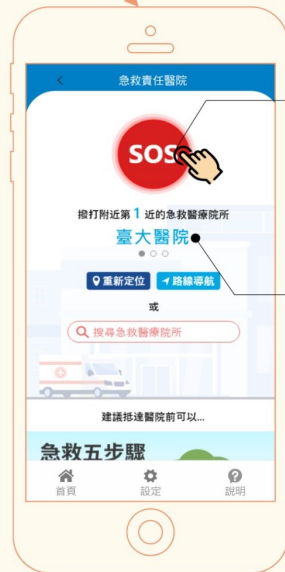 急救責任醫院
SOS
撥打附近第 1 近的急救醫療院所
臺大醫院
重新定位
路線導航
或
搜尋急救醫療院所
建議抵達醫院前可以...
急救五步驟
首頁
設定
說明